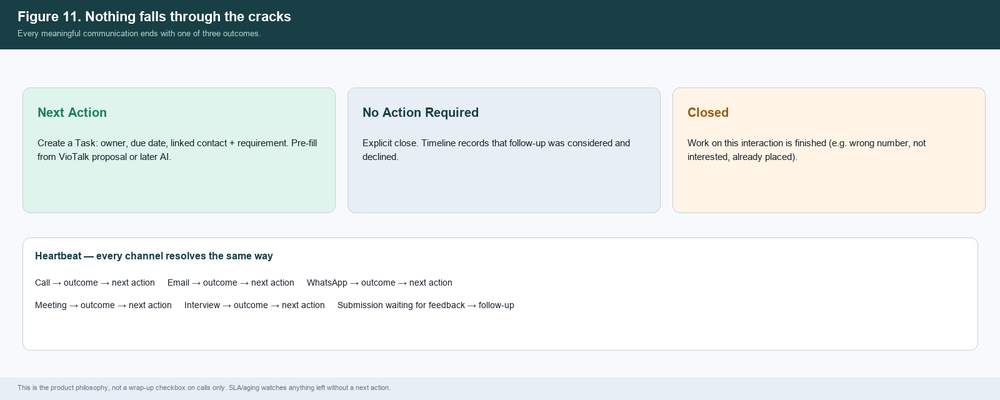 Figure 11. Nothing falls through the cracks
Every meaningful communication ends with one of three outcomes.
Next Action
Create a Task: owner, due date, linked contact + requirement. Pre-fill
from VioTalk proposal or later AI.
No Action Required
Explicit close. Timeline records that follow-up was considered and
declined.
Closed
Work on this interaction is finished (e.g. wrong number, not
interested, already placed).
Heartbeat — every channel resolves the same way
Call → outcome → next action Email → outcome → next action WhatsApp → outcome → next action
Meeting → outcome → next action Interview → outcome → next action Submission waiting for feedback → follow-up
This is the product philosophy, not a wrap-up checkbox on calls only. SLA/aging watches anything left without a next action.